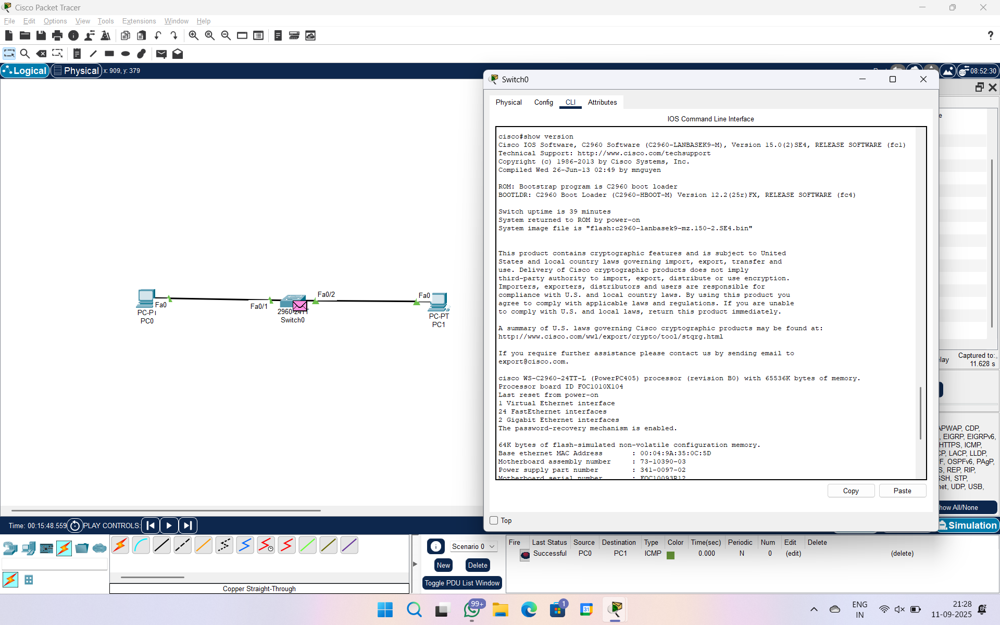 Cisco Packet Tracer
File Edit Options View Tools Extensions Window Help
?
Logical Physical x: 909, y: 379
08:52:30
Switch0
Physical Config CLI Attributes
IOS Command Line Interface
cisco#show version
Cisco IOS Software, C2960 Software (C2960-LANBASEK9-M), Version 15.0(2)SE4, RELEASE SOFTWARE (fc1)
Technical Support: http://www.cisco.com/techsupport
Copyright (c) 1986-2013 by Cisco Systems, Inc.
Compiled Wed 26-Jun-13 02:49 by mnguyen
ROM: Bootstrap program is C2960 boot loader
BOOTLDR: C2960 Boot Loader (C2960-HBOOT-M) Version 12.2(25r)FX, RELEASE SOFTWARE (fc4)
Switch uptime is 39 minutes
System returned to ROM by power-on
System image file is "flash:c2960-lanbasek9-mz.150-2.SE4.bin"
This product contains cryptographic features and is subject to United
States and local country laws governing import, export, transfer and
use. Delivery of Cisco cryptographic products does not imply
third-party authority to import, export, distribute or use encryption.
Importers, exporters, distributors and users are responsible for
compliance with U.S. and local country laws. By using this product you
agree to comply with applicable laws and regulations. If you are unable
to comply with U.S. and local laws, return this product immediately.
A summary of U.S. laws governing Cisco cryptographic products may be found at:
http://www.cisco.com/wwl/export/crypto/tool/stqrg.html
If you require further assistance please contact us by sending email to
export@cisco.com.
cisco WS-C2960-24TT-L (PowerPC405) processor (revision B0) with 65536K bytes of memory.
Processor board ID FOC1010X104
Last reset from power-on
1 Virtual Ethernet interface
24 FastEthernet interfaces
2 Gigabit Ethernet interfaces
The password-recovery mechanism is enabled.
64K bytes of flash-simulated non-volatile configuration memory.
Base ethernet MAC Address : 00:04:9A:35:0C:5D
Motherboard assembly number : 73-10390-03
Power supply part number : 341-0097-02
Motherboard serial number : FOC10093R12
Copy Paste
Top
Fa0
PC0
Fa0/1
Fa0/2
Switch0
Fa0
PC-PT
PC1
Captured to:
11.628 s
CDP,
EIGRP, EIGRPv6,
HTTPS, ICMP,
LACP, LLDP,
OSPFv6, PAgP,
REP, RIP,
STP,
UDP, USB,
All/None
Time: 00:15:48.559 PLAY CONTROLS:
Simulation
Scenario 0
New Delete
Toggle PDU List Window
Copper Straight-Through
Fire Last Status Source Destination Type Color Time(sec) Periodic Num Edit Delete
Successful PC0 PC1 ICMP 0.000 N 0 (edit) (delete)
99+
1
31
ENG
IN
21:28
11-09-2025